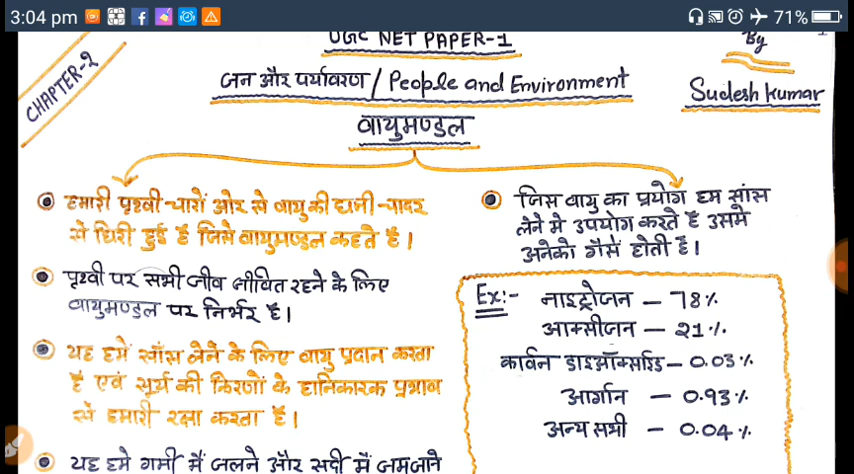 3:04 pm
71%
UGC NET PAPER-1
By
CHAPTER-2
जन और पर्यावरण / People and Environment
Sudesh Kumar
वायुमण्डल
हमारी पृथ्वी चारों ओर से वायु की घनी चादर
से घिरी हुई है जिसे वायुमण्डल कहते है।
पृथ्वी पर सभी जीव जीवित रहने के लिए
वायुमण्डल पर निर्भर है।
यह हमे साँस लेने के लिए वायु प्रदान करता
है एवं सूर्य की किरणों के हानिकारक प्रभाव
से हमारी रक्षा करता है।
यह हमे गर्मी में जलने और सर्दी में जमजाने
जिस वायु का प्रयोग हम सांस
लेने मे उपयोग करते है उसमे
अनेको गैसें होती है।
Ex:- नाइट्रोजन – 78%
आक्सीजन – 21%
कार्बन डाइऑक्साइड – 0.03%
आर्गान – 0.93%
अन्य सभी – 0.04%